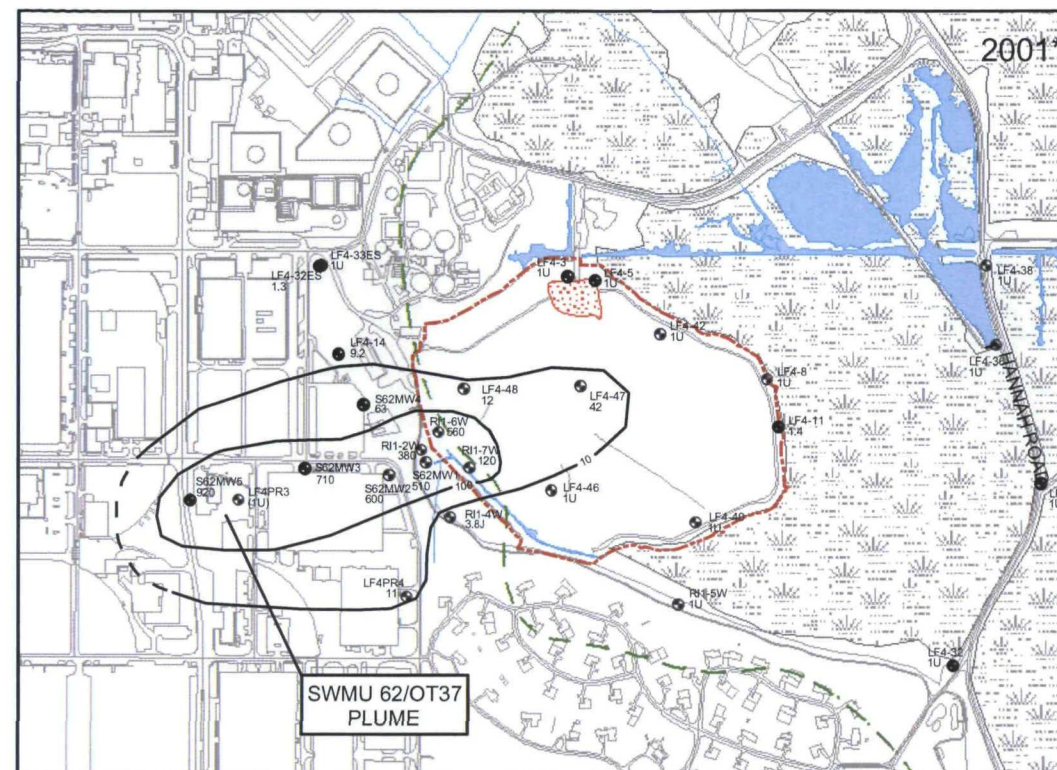 2001*
LF4-33ES
1U
LF4-32ES
1.3
LF4-3
1U
LF4-5
1U
LF4-38
1U
LF4-42
1U
1U
HANNAH ROAD
LF4-14
9.2
LF4-8
1U
LF4-48
12
LF4-47
42
S62MW4
63
LF4-11
1.4
RI1-6W
560
RI1-2W
380
RI1-7W
120
10
S62MW3
710
S62MW1
510
S62MW2
600
100
S62MW5
920
LF4PR3
(1U)
LF4-46
1U
RI1-4W
3.8J
LF4-49
1U
LF4PR4
11
RI1-5W
1U
LF4-32
1U
SWMU 62/OT37
PLUME